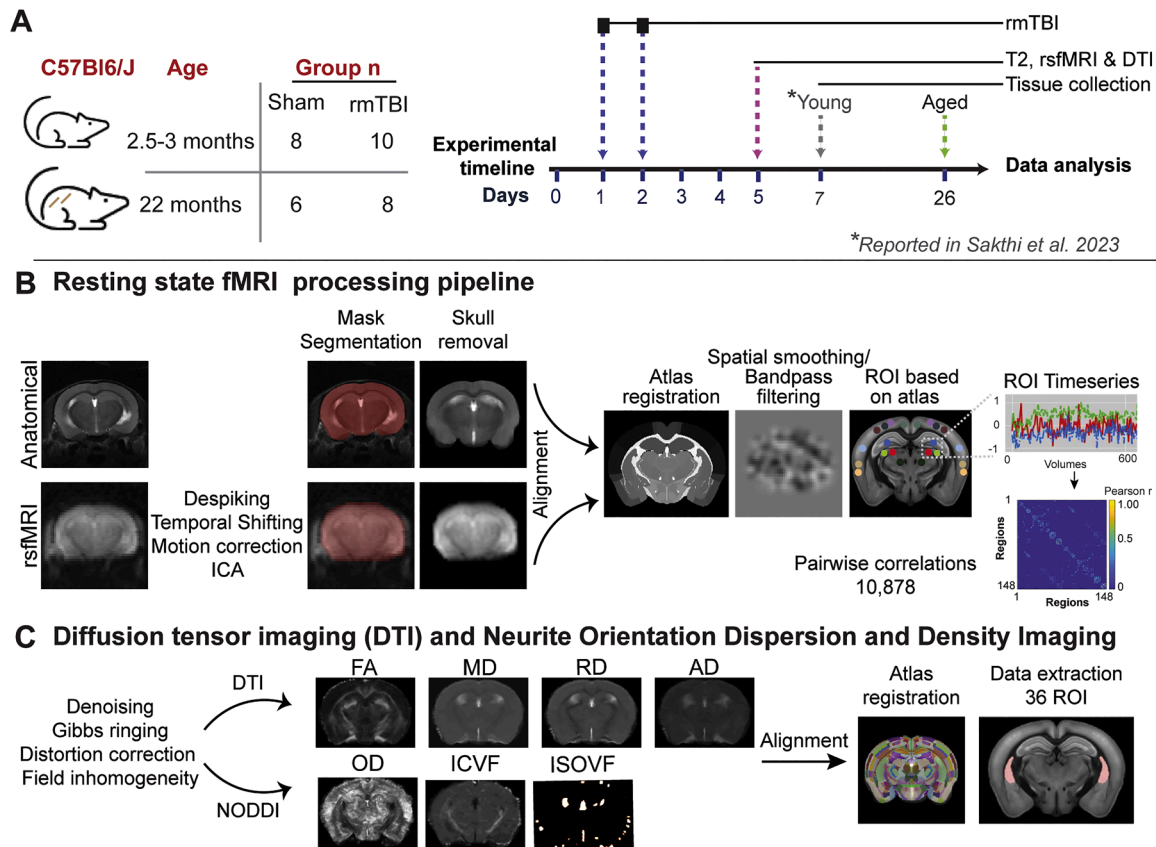 A
C57Bl6/J Age Group n
Sham rmTBI
2.5-3 months 8 10
22 months 6 8
rmTBI
T2, rsfMRI & DTI
Tissue collection
*Young Aged
Experimental
timeline
Data analysis
Days 0 1 2 3 4 5 7 26
*Reported in Sakthi et al. 2023
B Resting state fMRI processing pipeline
Anatomical
rsfMRI
Despiking
Temporal Shifting
Motion correction
ICA
Mask
Segmentation
Skull
removal
Alignment
Atlas
registration
Spatial smoothing/
Bandpass
filtering
ROI based
on atlas
ROI Timeseries
1
0
-1
0 600
Volumes
Pearson r
1.00
0.5
0
1
Regions
148
1 148
Regions
Pairwise correlations
10,878
C Diffusion tensor imaging (DTI) and Neurite Orientation Dispersion and Density Imaging
Denoising
Gibbs ringing
Distortion correction
Field inhomogeneity
DTI
NODDI
FA MD RD AD
OD ICVF ISOVF
Alignment
Atlas
registration
Data extraction
36 ROI